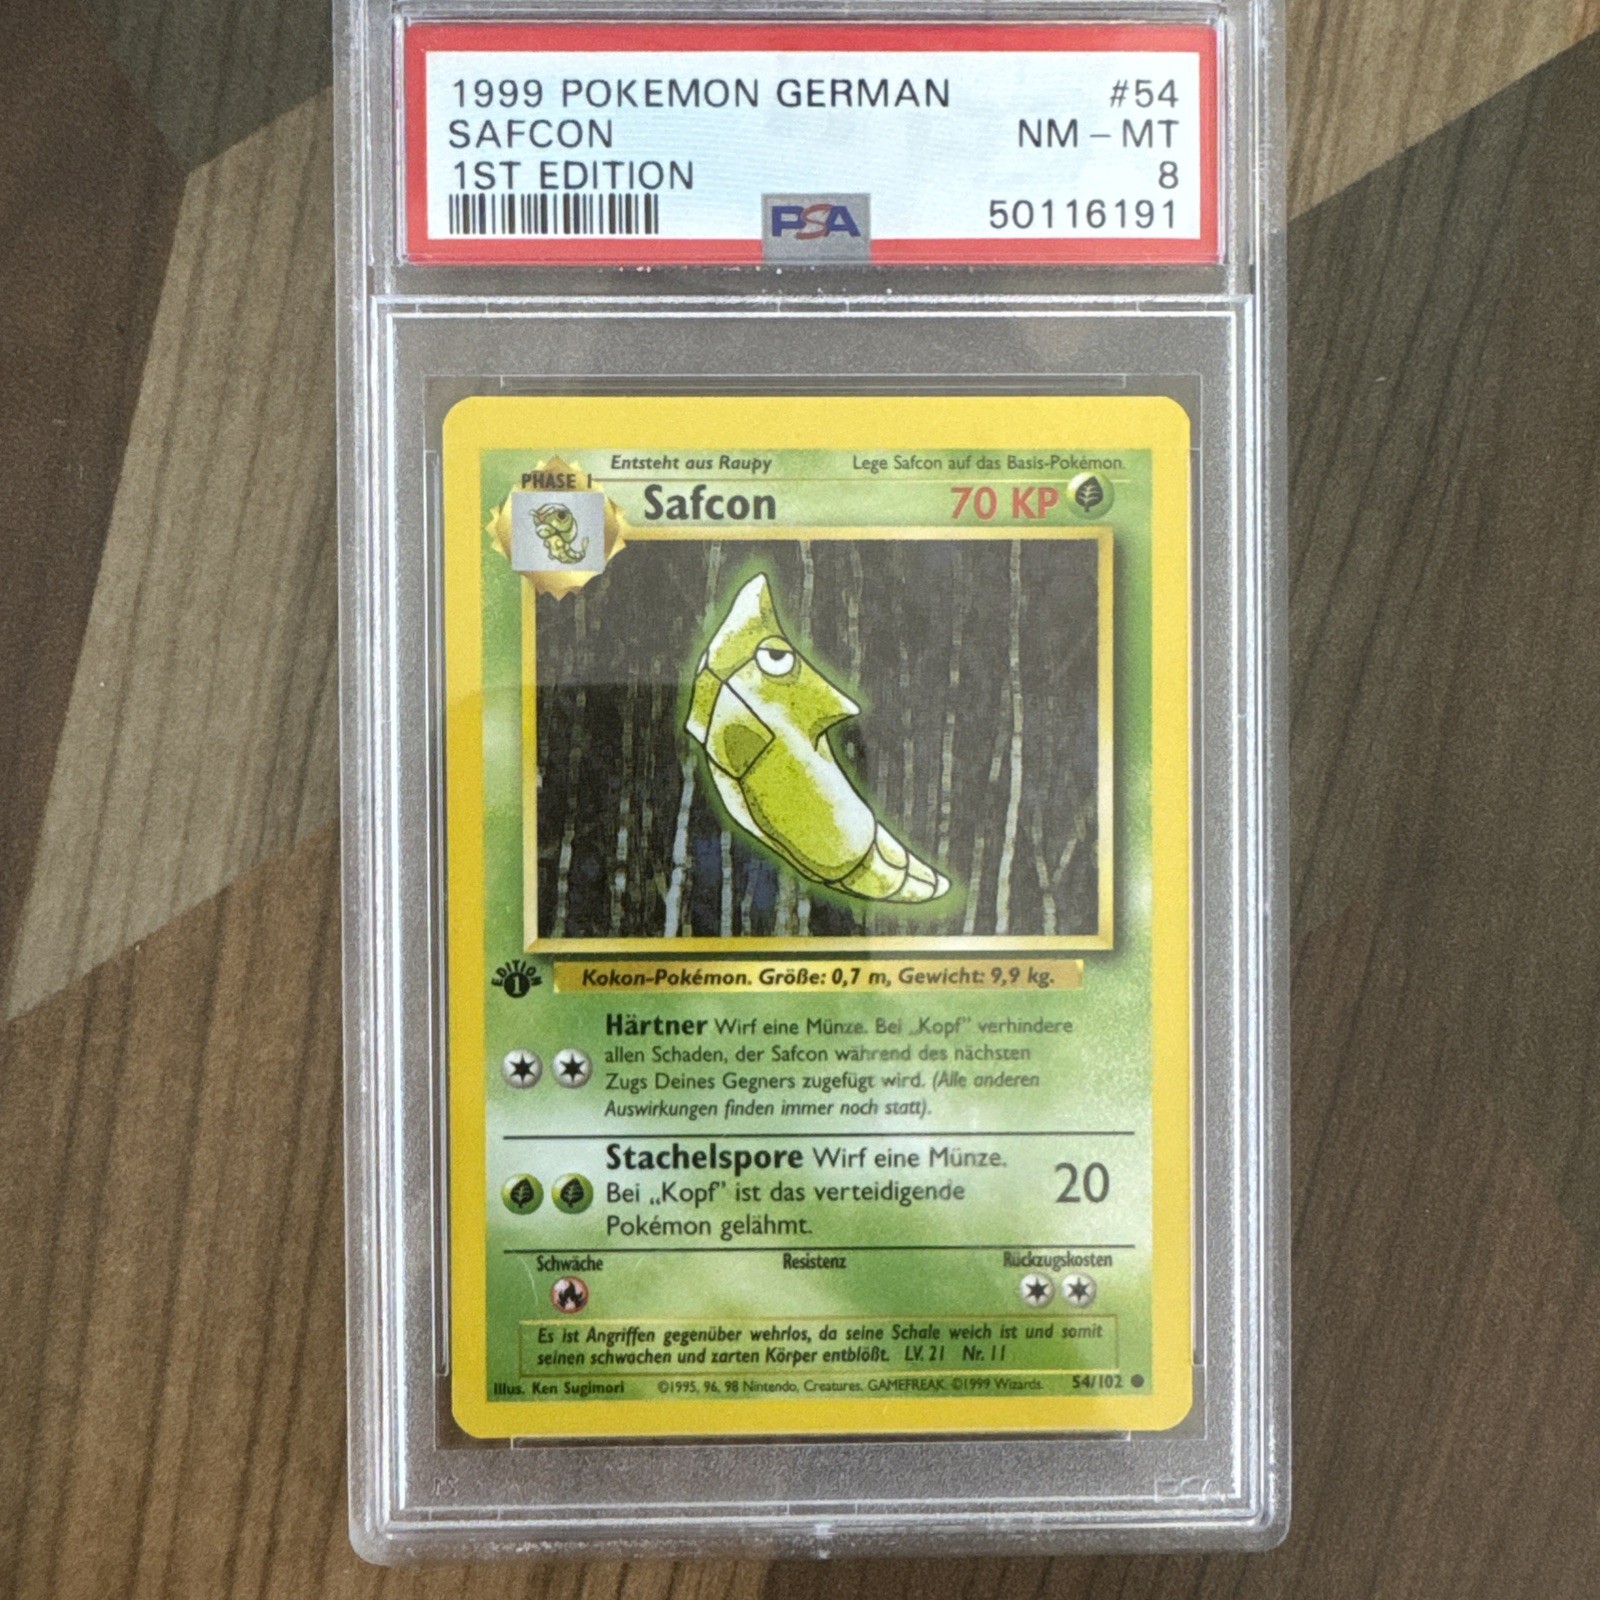 1999 POKEMON GERMAN #54
SAFCON NM - MT
1ST EDITION 8
PSA 50116191
Entsteht aus Raupy Lege Safcon auf das Basis-Pokémon.
PHASE 1
Safcon 70 KP
EDITION 1
Kokon-Pokémon. Größe: 0,7 m, Gewicht: 9,9 kg.
Härtner Wirf eine Münze. Bei „Kopf” verhindere
allen Schaden, der Safcon während des nächsten
Zugs Deines Gegners zugefügt wird. (Alle anderen
Auswirkungen finden immer noch statt).
Stachelspore Wirf eine Münze.
Bei „Kopf” ist das verteidigende 20
Pokémon gelähmt.
Schwäche Resistenz Rückzugskosten
Es ist Angriffen gegenüber wehrlos, da seine Schale weich ist und somit
seinen schwachen und zarten Körper entblößt. LV. 21 Nr. 11
Illus. Ken Sugimori ©1995, 96, 98 Nintendo, Creatures, GAMEFREAK. ©1999 Wizards. 54/102